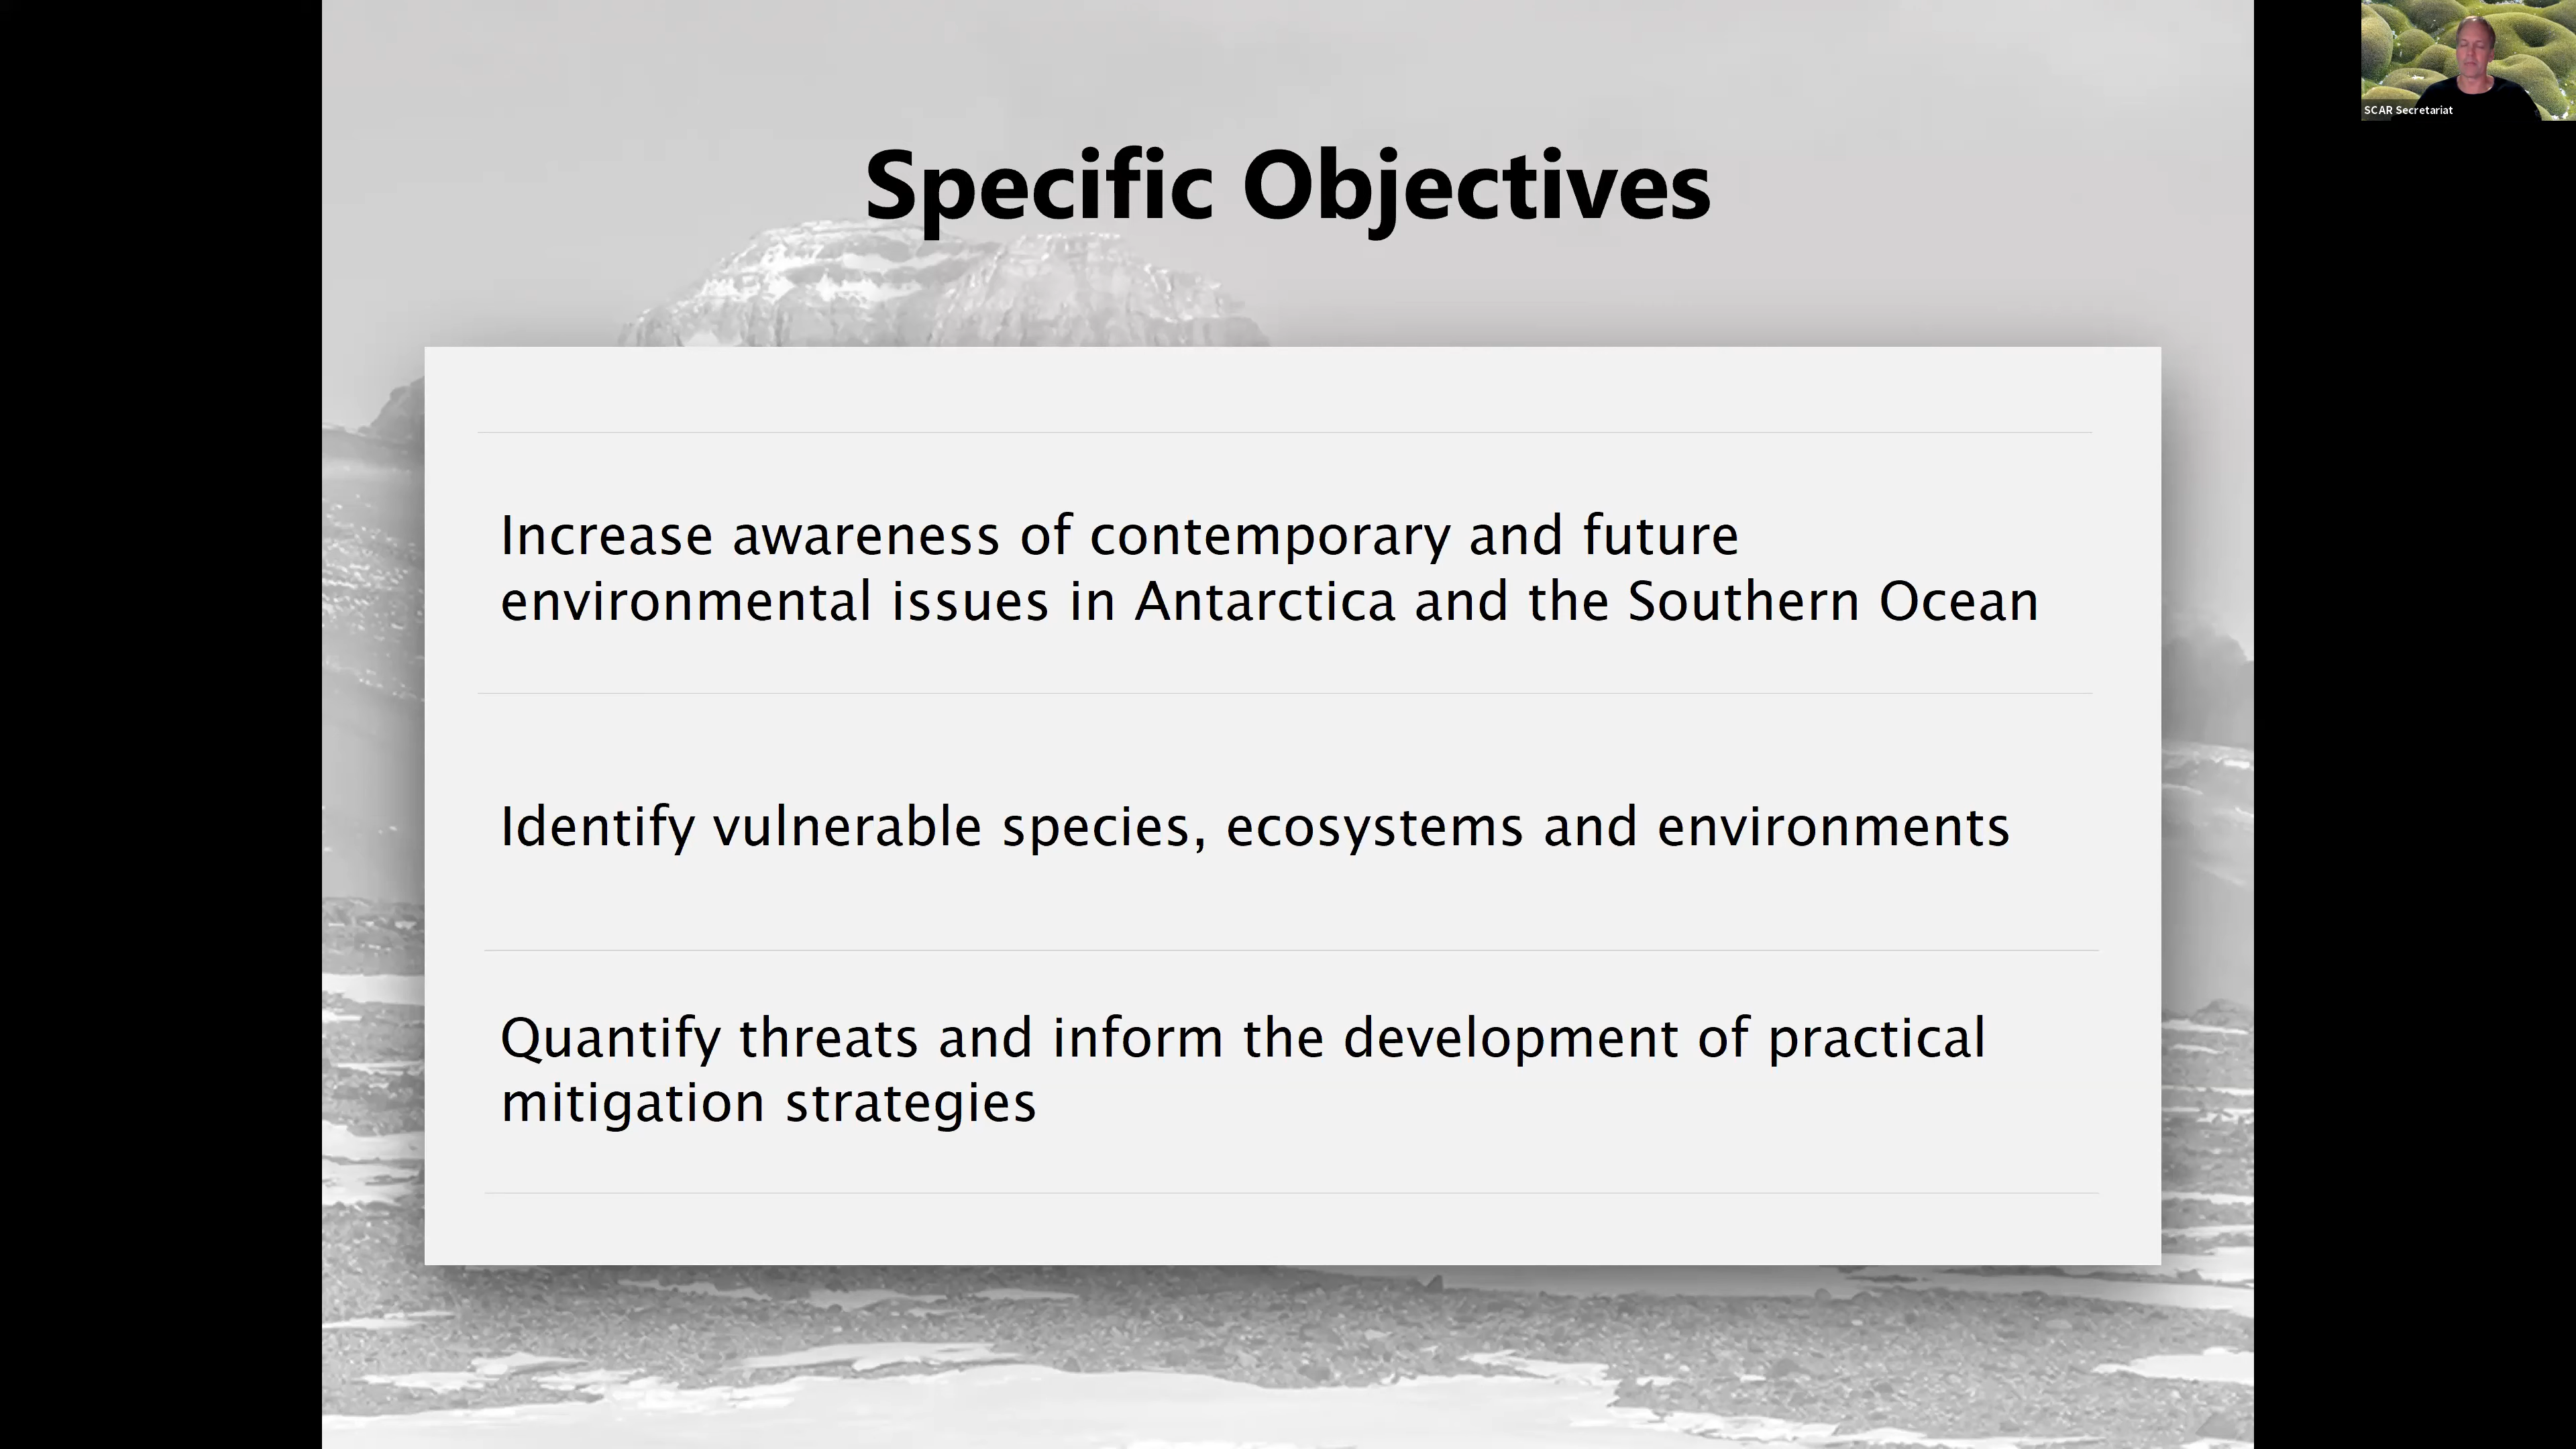 SCAR Secretariat
Specific Objectives
Increase awareness of contemporary and future
environmental issues in Antarctica and the Southern Ocean
Identify vulnerable species, ecosystems and environments
Quantify threats and inform the development of practical
mitigation strategies